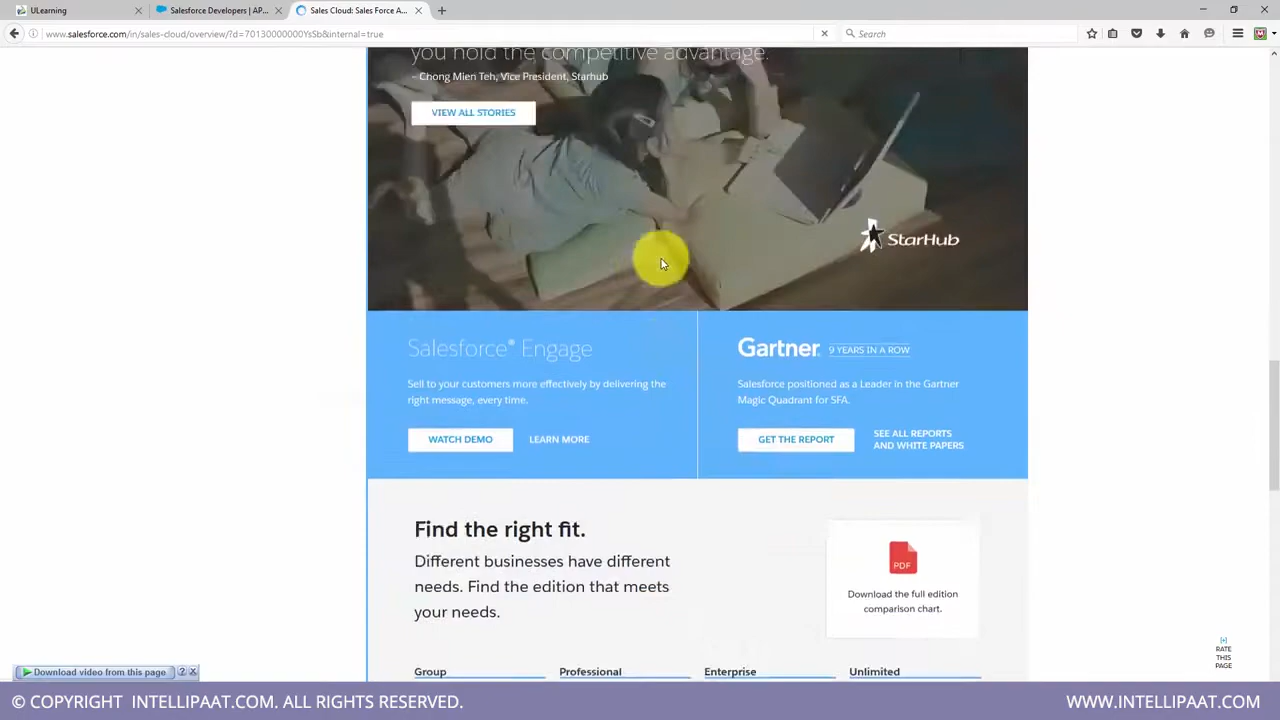 ULearning
Salesforce Developers | AP...
Sales Cloud: Sales Force A...
www.salesforce.com/in/sales-cloud/overview/?d=70130000000YsSb&internal=true
Search
you hold the competitive advantage.
– Chong Mien Teh, Vice President, Starhub
VIEW ALL STORIES
StarHub
Salesforce® Engage
Sell to your customers more effectively by delivering the
right message, every time.
WATCH DEMO
LEARN MORE
Gartner. 9 YEARS IN A ROW
Salesforce positioned as a Leader in the Gartner
Magic Quadrant for SFA.
GET THE REPORT
SEE ALL REPORTS
AND WHITE PAPERS
Find the right fit.
Different businesses have different
needs. Find the edition that meets
your needs.
PDF
Download the full edition
comparison chart.
[+]
RATE
THIS
PAGE
Group
Professional
Enterprise
Unlimited
Download video from this page
?
X
© COPYRIGHT INTELLIPAAT.COM. ALL RIGHTS RESERVED.
WWW.INTELLIPAAT.COM